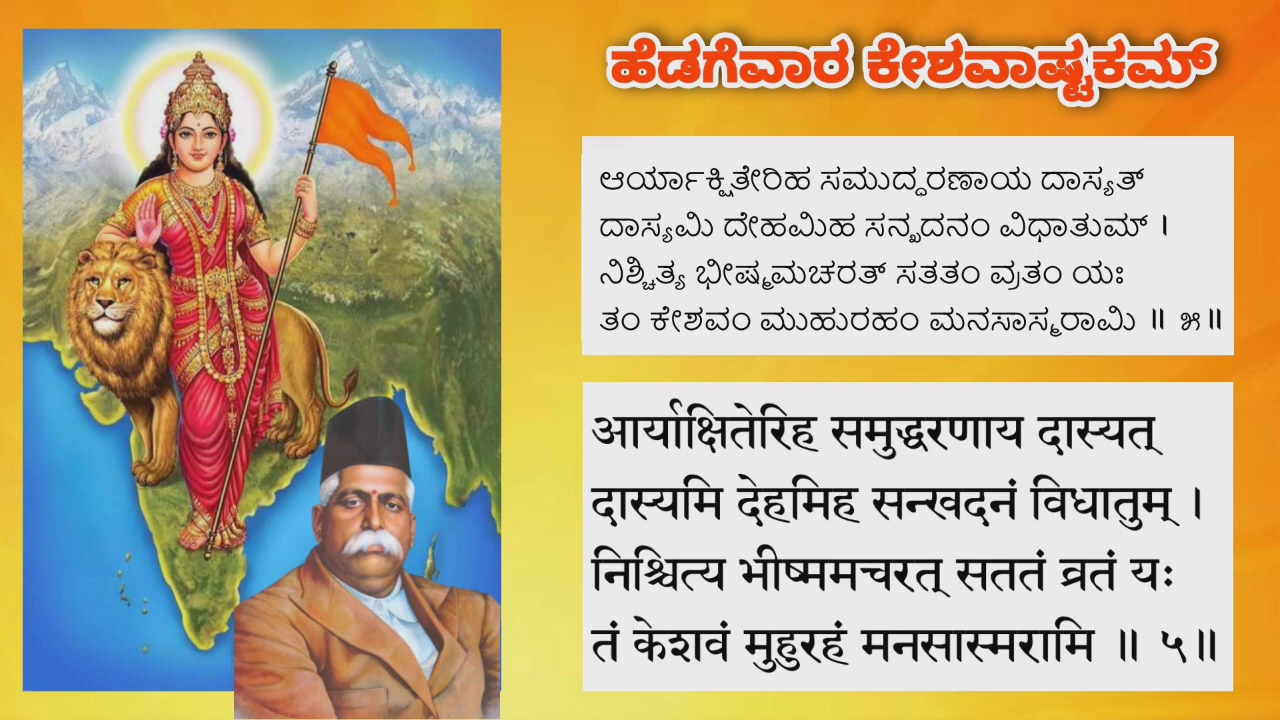 ಹೆಡಗೆವಾರ ಕೇಶವಾಷ್ಟಕಮ್
ಆರ್ಯಾಕ್ಷಿತೇರಿಹ ಸಮುದ್ಧರಣಾಯ ದಾಸ್ಯತ್
ದಾಸ್ಯಮಿ ದೇಹಮಿಹ ಸನ್ಖದನಂ ವಿಧಾತುಮ್ ।
ನಿಶ್ಚಿತ್ಯ ಭೀಷ್ಮಮಚರತ್ ಸತತಂ ವ್ರತಂ ಯಃ
ತಂ ಕೇಶವಂ ಮುಹುರಹಂ ಮನಸಾಸ್ಮರಾಮಿ ॥ ೫॥
आर्याक्षितेरिह समुद्धरणाय दास्यत्
दास्यमि देहमिह सन्खदनं विधातुम् ।
निश्चित्य भीष्ममचरत् सततं व्रतं यः
तं केशवं मुहुरहं मनसास्मरामि ॥ ५॥